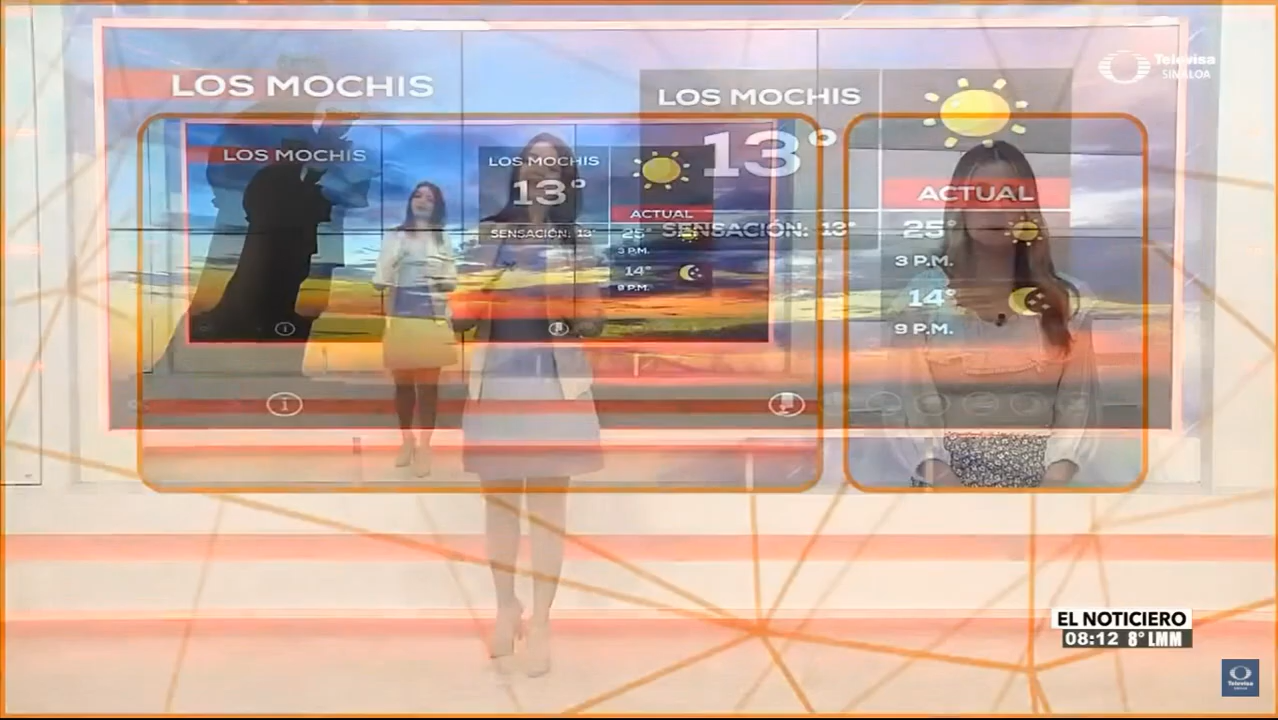 LOS MOCHIS
LOS MOCHIS
13°
SENSACIÓN: 13°
ACTUAL
25°
3 P.M.
14°
9 P.M.
Televisa
SINALOA
LOS MOCHIS
LOS MOCHIS
13°
SENSACIÓN: 13°
ACTUAL
25°
3 P.M.
14°
9 P.M.
EL NOTICIERO
08:12 8° LMM
Televisa